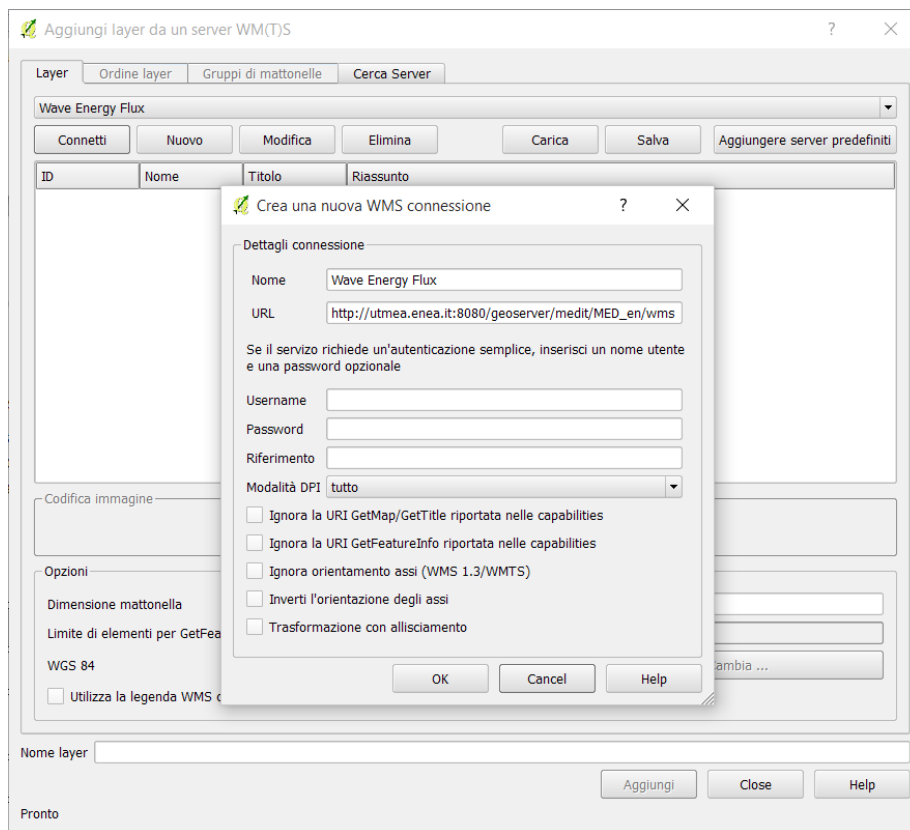 Aggiungi layer da un server WM(T)S
Layer
Ordine layer
Gruppi di mattonelle
Cerca Server
Wave Energy Flux
Connetti
Nuovo
Modifica
Elimina
Carica
Salva
Aggiungere server predefiniti
ID
Nome
Titolo
Riassunto
Crea una nuova WMS connessione
Dettagli connessione
Nome
Wave Energy Flux
URL
http://utmea.enea.it:8080/geoserver/medit/MED_en/wms
Se il servizo richiede un'autenticazione semplice, inserisci un nome utente
e una password opzionale
Username
Password
Riferimento
Modalità DPI
tutto
Ignora la URI GetMap/GetTitle riportata nelle capabilities
Ignora la URI GetFeatureInfo riportata nelle capabilities
Ignora orientamento assi (WMS 1.3/WMTS)
Inverti l'orientazione degli assi
Trasformazione con allisciamento
OK
Cancel
Help
Codifica immagine
Opzioni
Dimensione mattonella
Limite di elementi per GetFea
WGS 84
ambia ...
Utilizza la legenda WMS
Nome layer
Aggiungi
Close
Help
Pronto